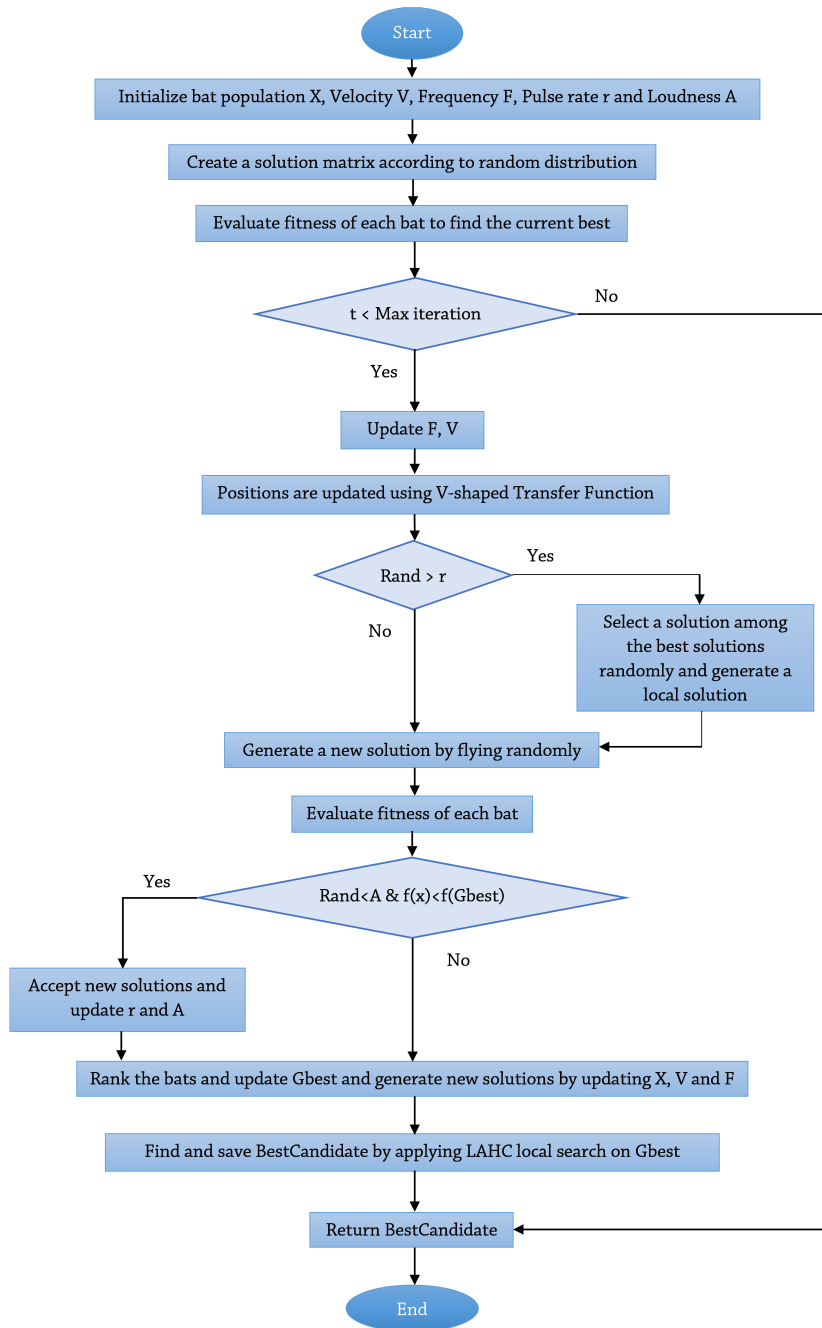 Start
Initialize bat population X, Velocity V, Frequency F, Pulse rate r and Loudness A
Create a solution matrix according to random distribution
Evaluate fitness of each bat to find the current best
t < Max iteration
No
Yes
Update F, V
Positions are updated using V-shaped Transfer Function
Rand > r
Yes
No
Select a solution among
the best solutions
randomly and generate a
local solution
Generate a new solution by flying randomly
Evaluate fitness of each bat
Rand<A & f(x)<f(Gbest)
Yes
No
Accept new solutions and
update r and A
Rank the bats and update Gbest and generate new solutions by updating X, V and F
Find and save BestCandidate by applying LAHC local search on Gbest
Return BestCandidate
End